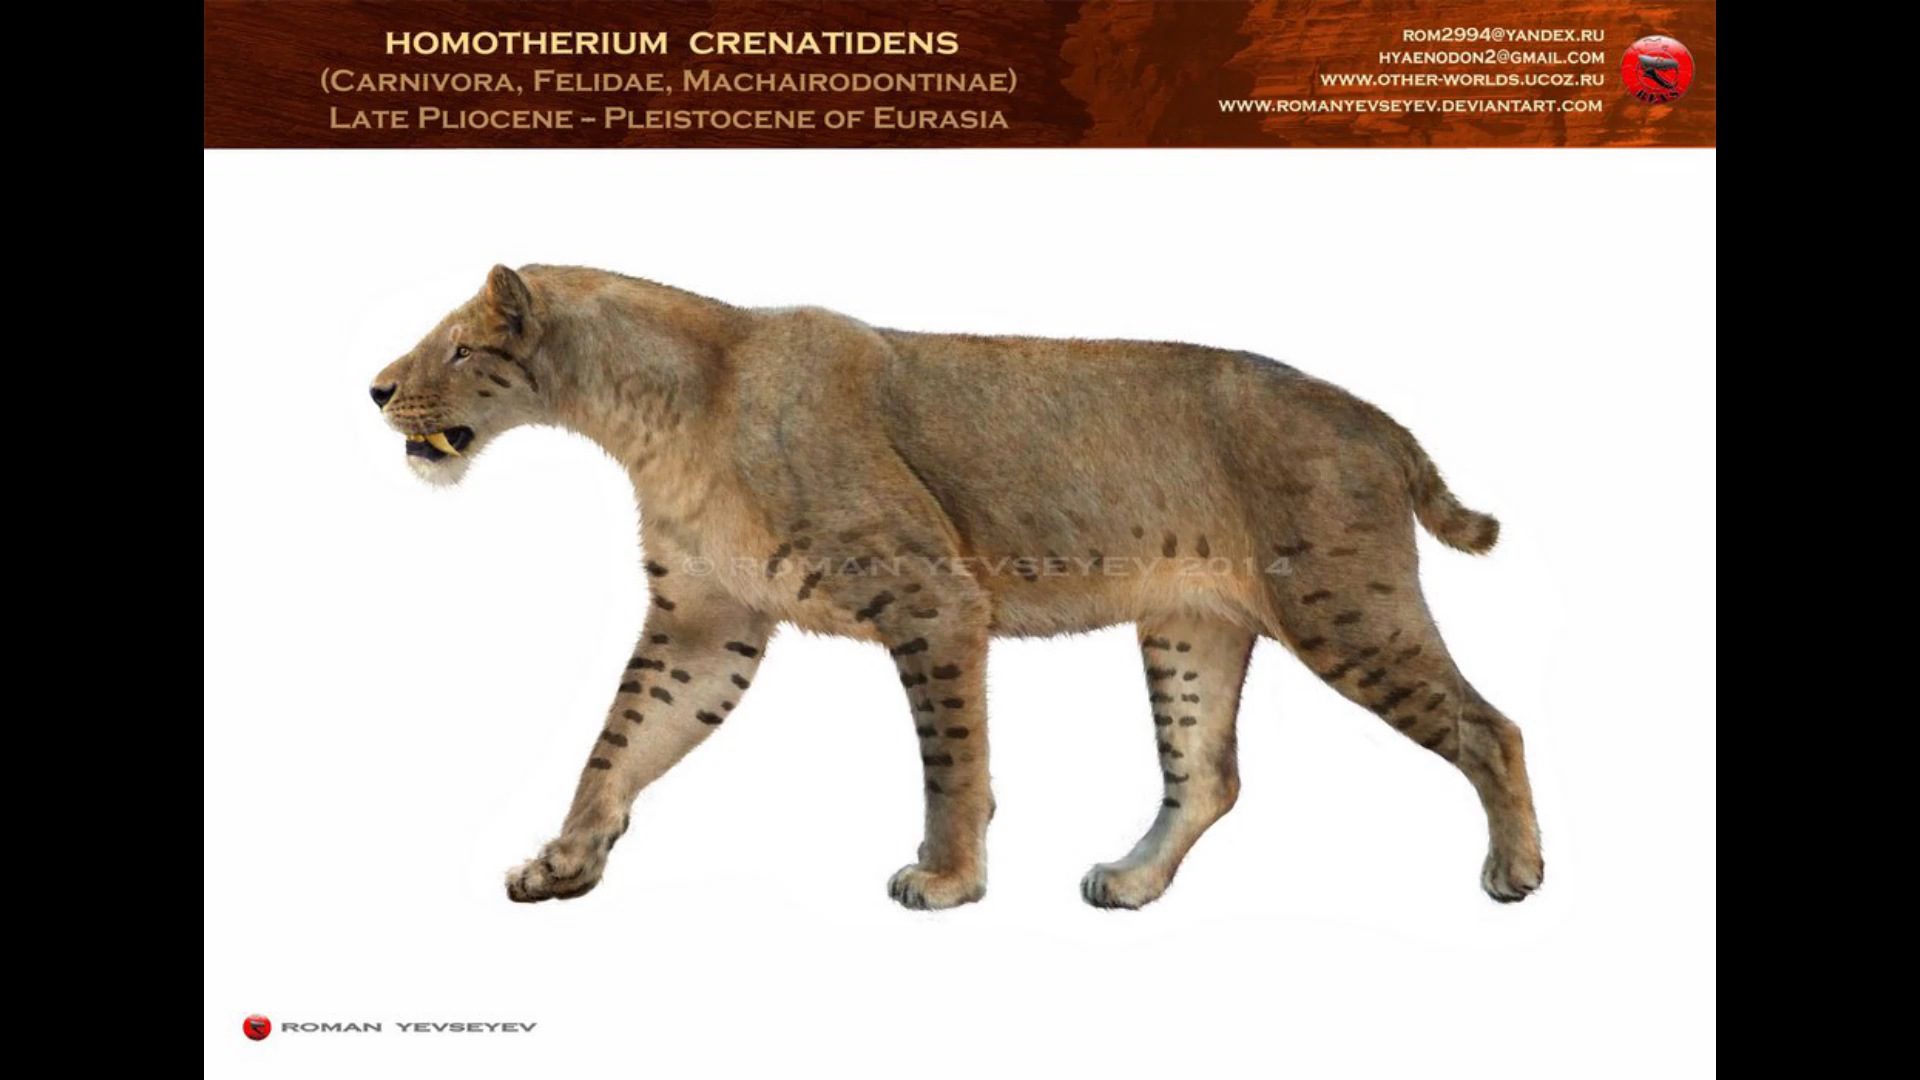 HOMOTHERIUM CRENATIDENS
(CARNIVORA, FELIDAE, MACHAIRODONTINAE)
LATE PLIOCENE – PLEISTOCENE OF EURASIA
ROM2994@YANDEX.RU
HYAENODON2@GMAIL.COM
WWW.OTHER-WORLDS.UCOZ.RU
WWW.ROMANYEVSEYEV.DEVIANTART.COM
© ROMAN YEVSEYEV 2014
ROMAN YEVSEYEV